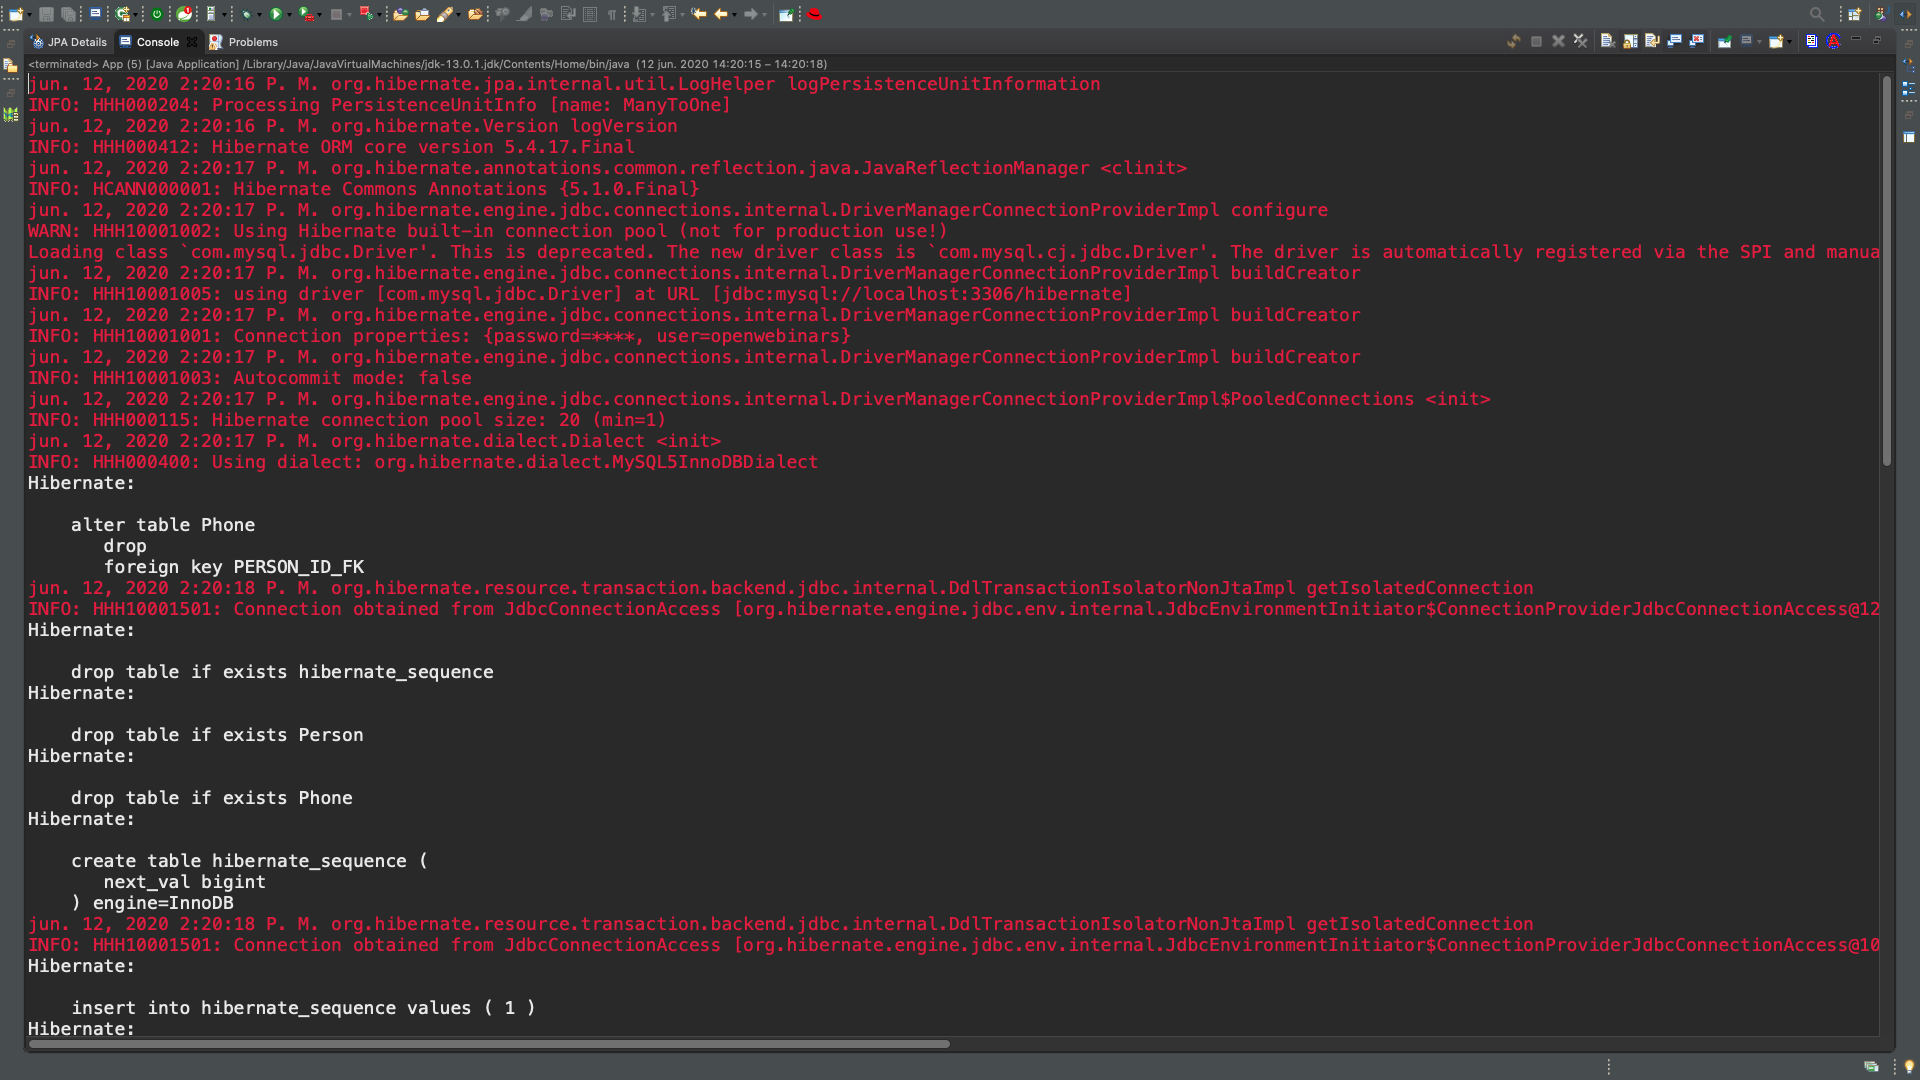 JPA Details
Console
Problems
<terminated> App (5) [Java Application] /Library/Java/JavaVirtualMachines/jdk-13.0.1.jdk/Contents/Home/bin/java  (12 jun. 2020 14:20:15 – 14:20:18)
jun. 12, 2020 2:20:16 P. M. org.hibernate.jpa.internal.util.LogHelper logPersistenceUnitInformation
INFO: HHH000204: Processing PersistenceUnitInfo [name: ManyToOne]
jun. 12, 2020 2:20:16 P. M. org.hibernate.Version logVersion
INFO: HHH000412: Hibernate ORM core version 5.4.17.Final
jun. 12, 2020 2:20:17 P. M. org.hibernate.annotations.common.reflection.java.JavaReflectionManager <clinit>
INFO: HCANN000001: Hibernate Commons Annotations {5.1.0.Final}
jun. 12, 2020 2:20:17 P. M. org.hibernate.engine.jdbc.connections.internal.DriverManagerConnectionProviderImpl configure
WARN: HHH10001002: Using Hibernate built-in connection pool (not for production use!)
Loading class `com.mysql.jdbc.Driver'. This is deprecated. The new driver class is `com.mysql.cj.jdbc.Driver'. The driver is automatically registered via the SPI and manua
jun. 12, 2020 2:20:17 P. M. org.hibernate.engine.jdbc.connections.internal.DriverManagerConnectionProviderImpl buildCreator
INFO: HHH10001005: using driver [com.mysql.jdbc.Driver] at URL [jdbc:mysql://localhost:3306/hibernate]
jun. 12, 2020 2:20:17 P. M. org.hibernate.engine.jdbc.connections.internal.DriverManagerConnectionProviderImpl buildCreator
INFO: HHH10001001: Connection properties: {password=****, user=openwebinars}
jun. 12, 2020 2:20:17 P. M. org.hibernate.engine.jdbc.connections.internal.DriverManagerConnectionProviderImpl buildCreator
INFO: HHH10001003: Autocommit mode: false
jun. 12, 2020 2:20:17 P. M. org.hibernate.engine.jdbc.connections.internal.DriverManagerConnectionProviderImpl$PooledConnections <init>
INFO: HHH000115: Hibernate connection pool size: 20 (min=1)
jun. 12, 2020 2:20:17 P. M. org.hibernate.dialect.Dialect <init>
INFO: HHH000400: Using dialect: org.hibernate.dialect.MySQL5InnoDBDialect
Hibernate:
alter table Phone
drop
foreign key PERSON_ID_FK
jun. 12, 2020 2:20:18 P. M. org.hibernate.resource.transaction.backend.jdbc.internal.DdlTransactionIsolatorNonJtaImpl getIsolatedConnection
INFO: HHH10001501: Connection obtained from JdbcConnectionAccess [org.hibernate.engine.jdbc.env.internal.JdbcEnvironmentInitiator$ConnectionProviderJdbcConnectionAccess@12
Hibernate:
drop table if exists hibernate_sequence
Hibernate:
drop table if exists Person
Hibernate:
drop table if exists Phone
Hibernate:
create table hibernate_sequence (
next_val bigint
) engine=InnoDB
jun. 12, 2020 2:20:18 P. M. org.hibernate.resource.transaction.backend.jdbc.internal.DdlTransactionIsolatorNonJtaImpl getIsolatedConnection
INFO: HHH10001501: Connection obtained from JdbcConnectionAccess [org.hibernate.engine.jdbc.env.internal.JdbcEnvironmentInitiator$ConnectionProviderJdbcConnectionAccess@10
Hibernate:
insert into hibernate_sequence values ( 1 )
Hibernate: